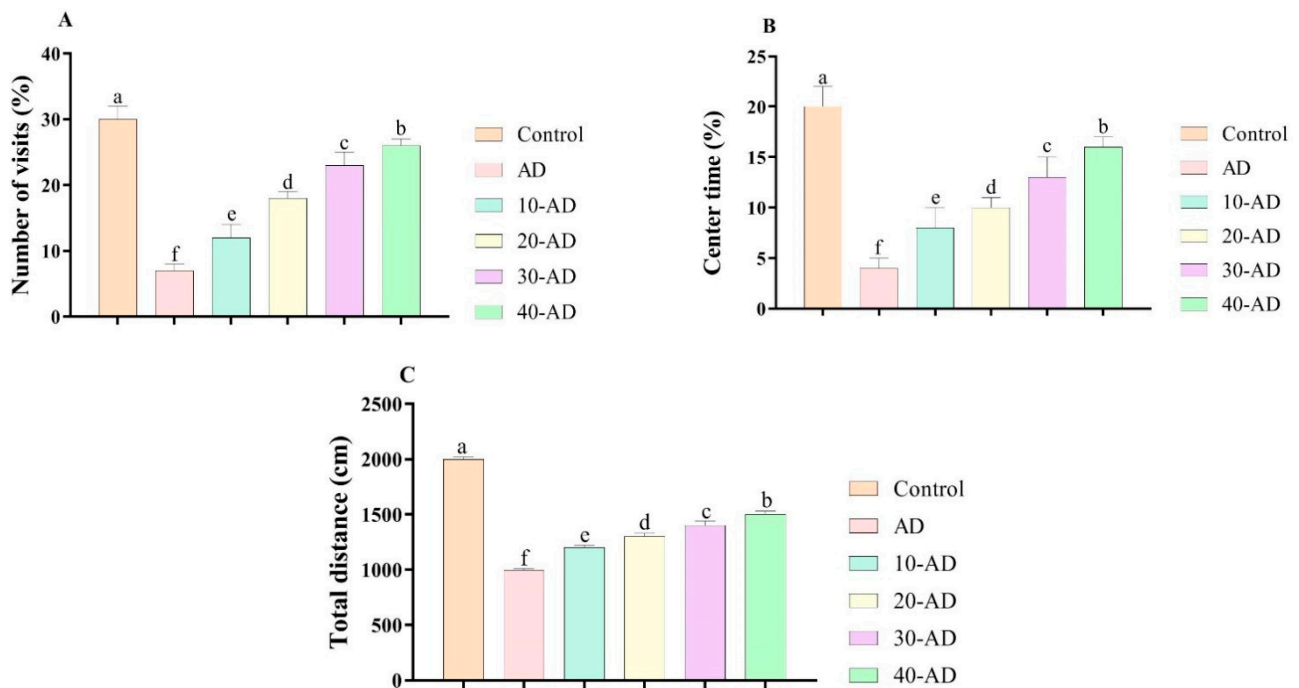 A
Number of visits (%)
40
30
20
10
0
a
f
e
d
c
b
Control
AD
10-AD
20-AD
30-AD
40-AD
B
Center time (%)
25
20
15
10
5
0
a
f
e
d
c
b
Control
AD
10-AD
20-AD
30-AD
40-AD
C
Total distance (cm)
2500
2000
1500
1000
500
0
a
f
e
d
c
b
Control
AD
10-AD
20-AD
30-AD
40-AD